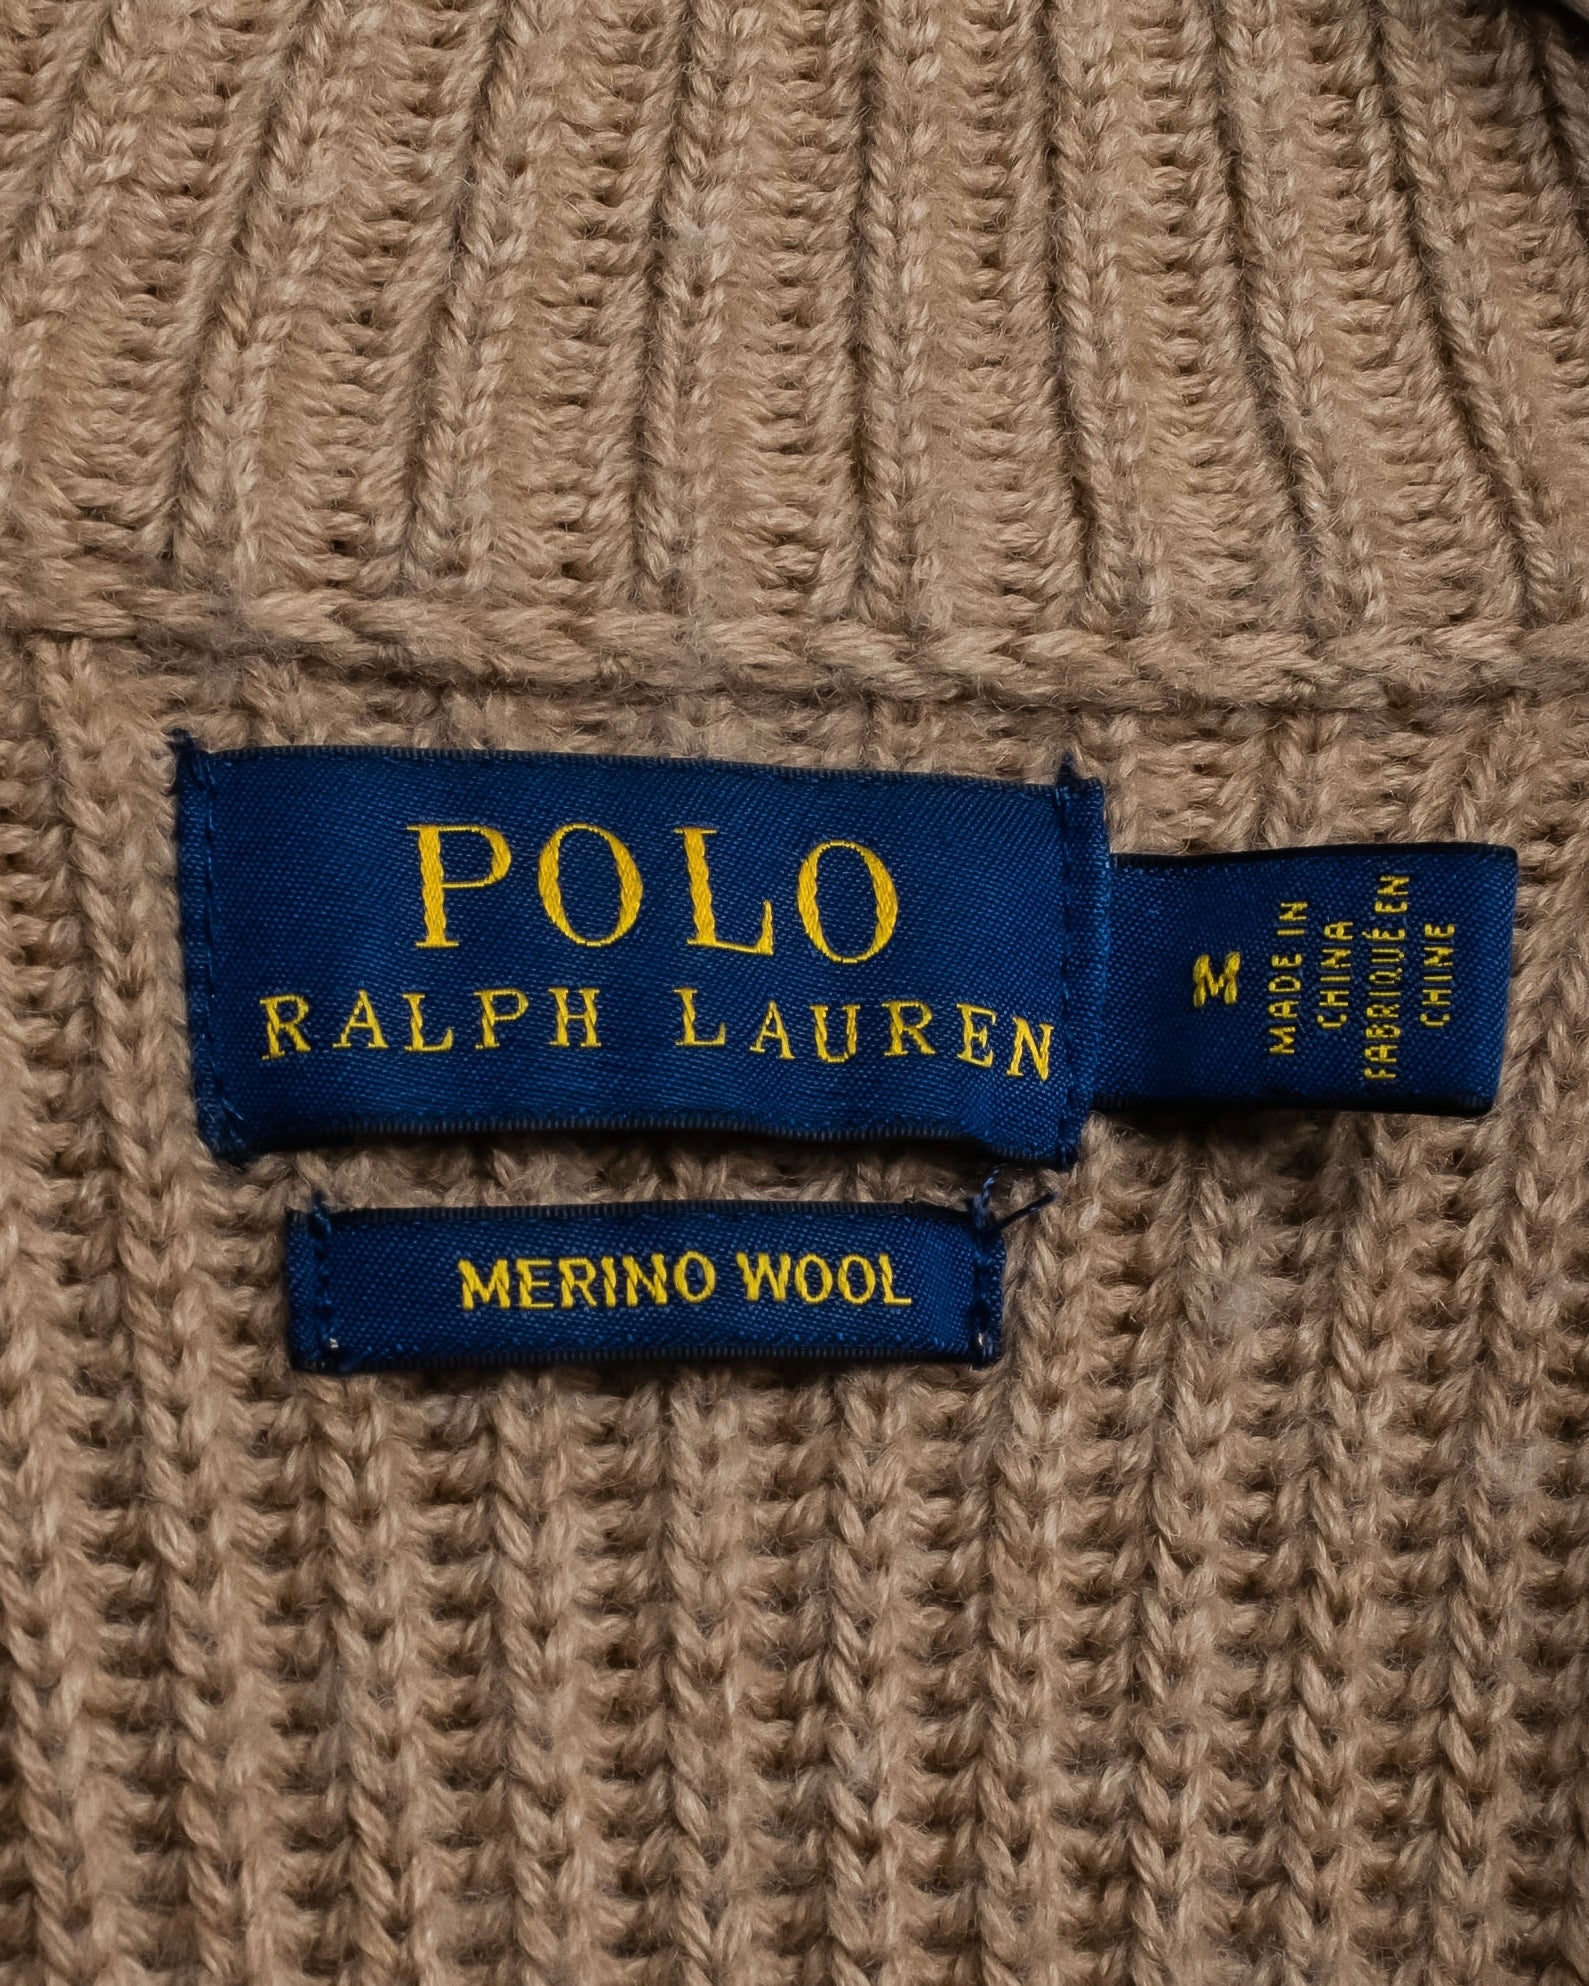 POLO
RALPH LAUREN
M
MADE IN
CHINA
FABRIQUÉ EN
CHINE
MERINO WOOL